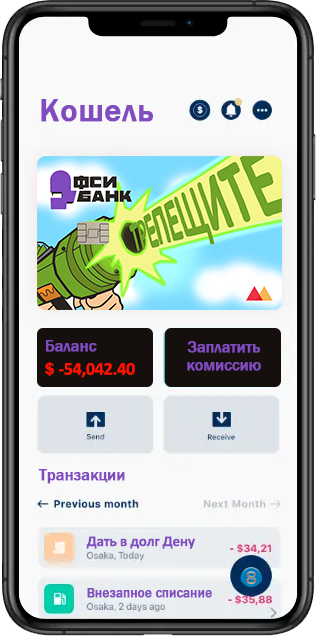 Кошель
ФСИ
БАНК
ТРЕПЕЩИТЕ
Баланс
$ -54,042.40
Заплатить
комиссию
Send
Receive
Транзакции
← Previous month
Next Month →
Дать в долг Дену
Osaka, Today
- $34,21
Внезапное списание
Osaka, 2 days ago
- $35,88